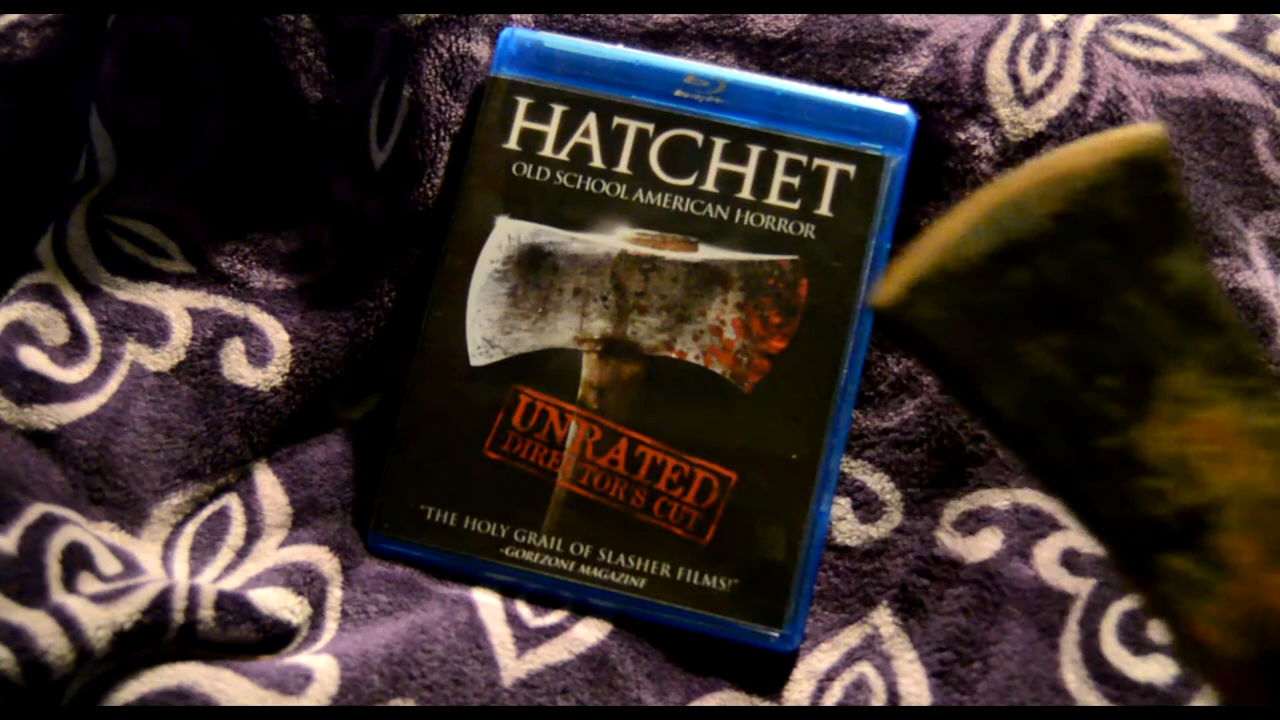 HATCHET
OLD SCHOOL AMERICAN HORROR
UNRATED
DIRECTOR'S CUT
"THE HOLY GRAIL OF SLASHER FILMS!"
-GOREZONE MAGAZINE